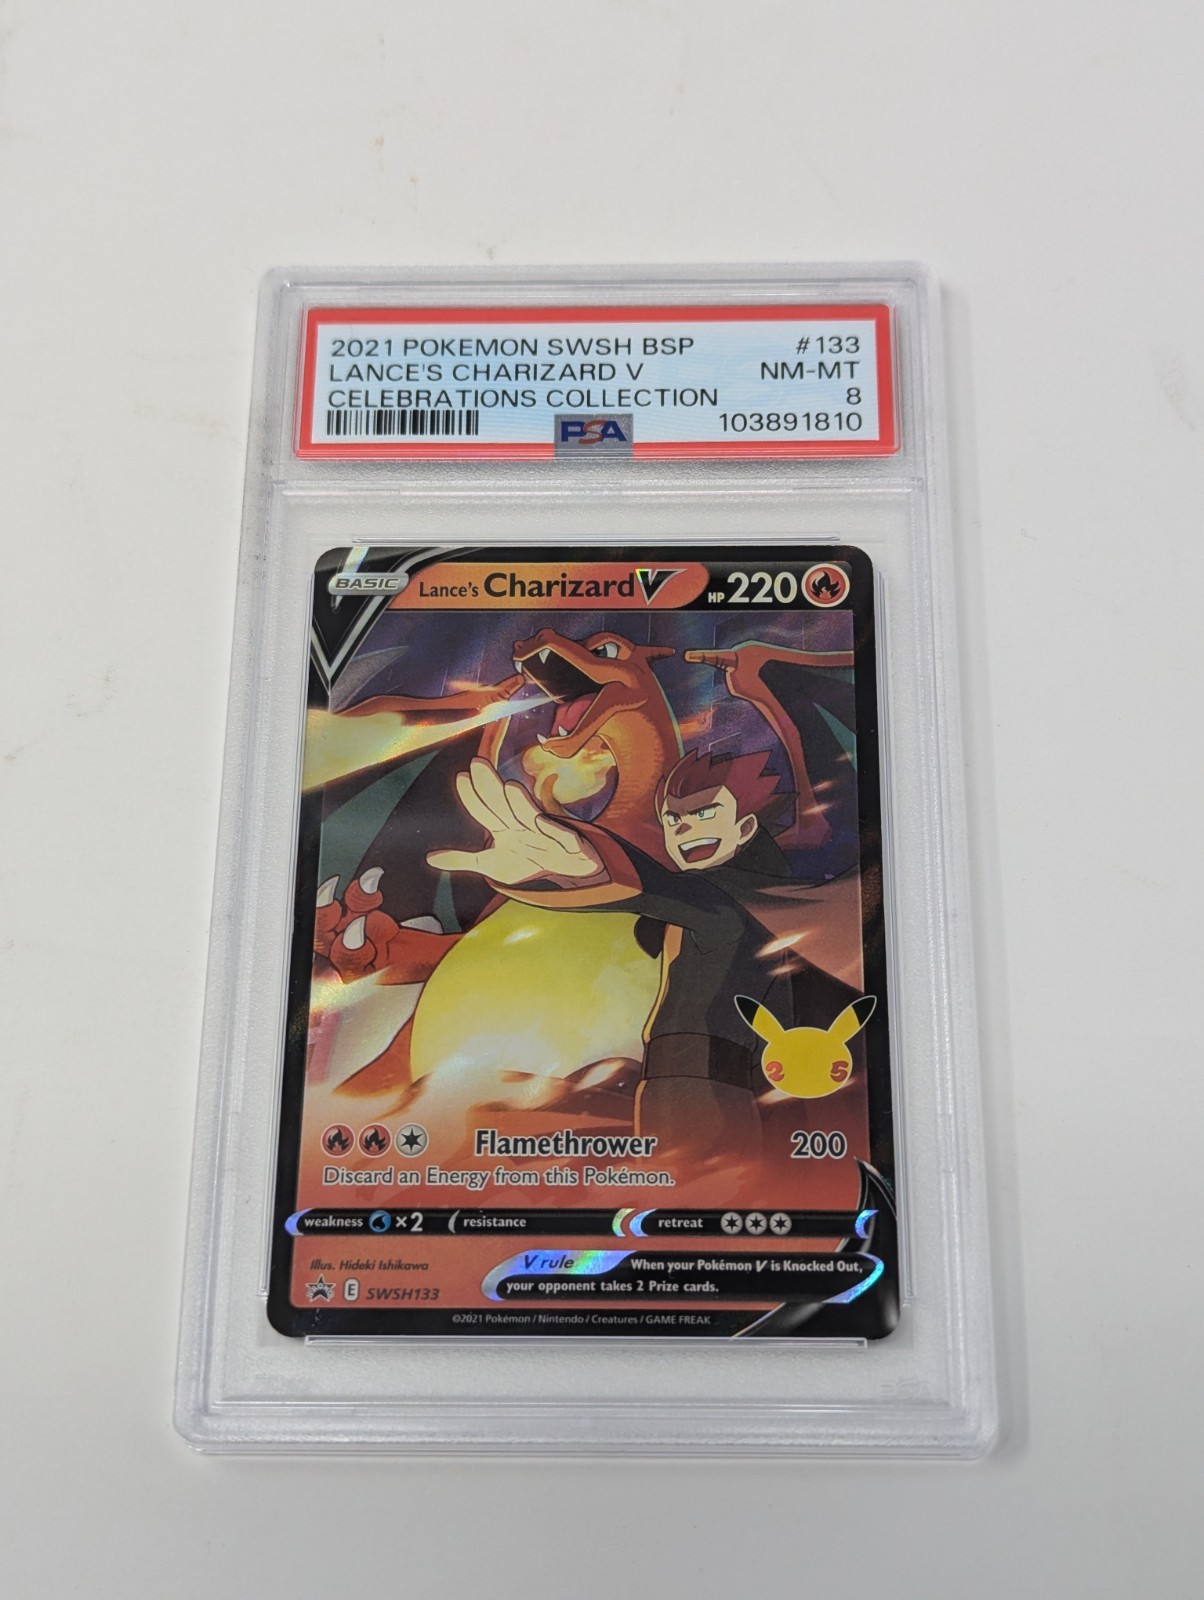 2021 POKEMON SWSH BSP #133
LANCE'S CHARIZARD V NM-MT
CELEBRATIONS COLLECTION 8
PSA 103891810
BASIC Lance's Charizard V HP 220
25
Flamethrower 200
Discard an Energy from this Pokémon.
weakness ×2 resistance retreat
Illus. Hideki Ishikawa
V rule When your Pokémon V is Knocked Out,
your opponent takes 2 Prize cards.
E SWSH133
©2021 Pokémon / Nintendo / Creatures / GAME FREAK